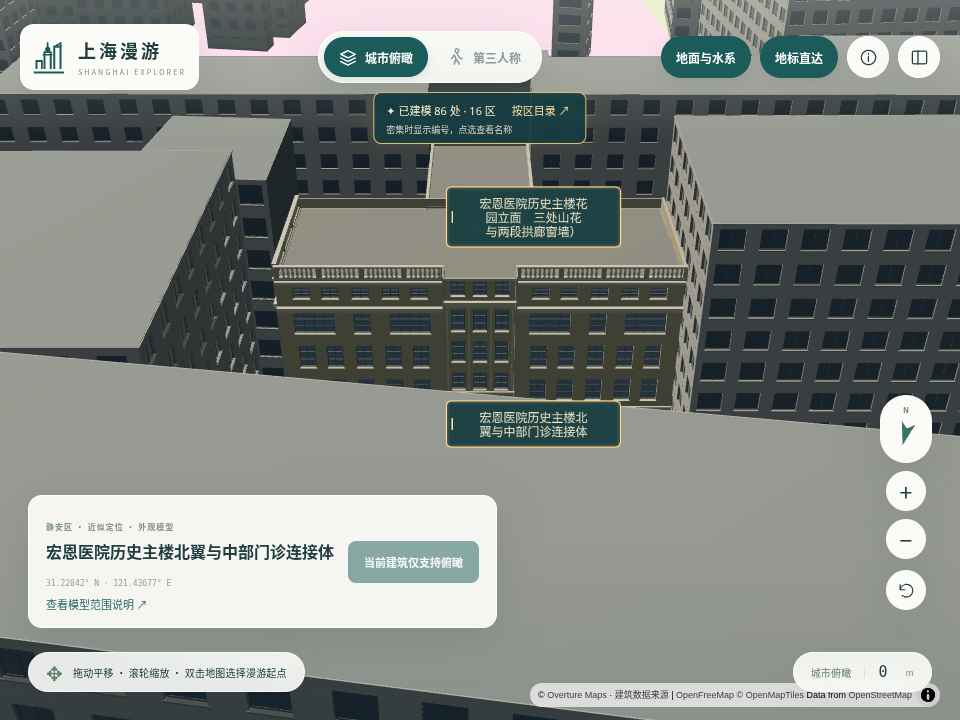 上海漫游
SHANGHAI EXPLORER
城市俯瞰
第三人称
地面与水系
地标直达
✦ 已建模 86 处 · 16 区 按区目录 ↗
密集时显示编号，点选查看名称
宏恩医院历史主楼花
园立面 三处山花
与两段拱廊窗墙）
宏恩医院历史主楼北
翼与中部门诊连接体
N
+
−
静安区 · 近似定位 · 外观模型
宏恩医院历史主楼北翼与中部门诊连接体
当前建筑仅支持俯瞰
31.22042° N · 121.43677° E
查看模型范围说明 ↗
拖动平移 · 滚轮缩放 · 双击地图选择漫游起点
城市俯瞰 0 m
© Overture Maps · 建筑数据来源 | OpenFreeMap © OpenMapTiles Data from OpenStreetMap